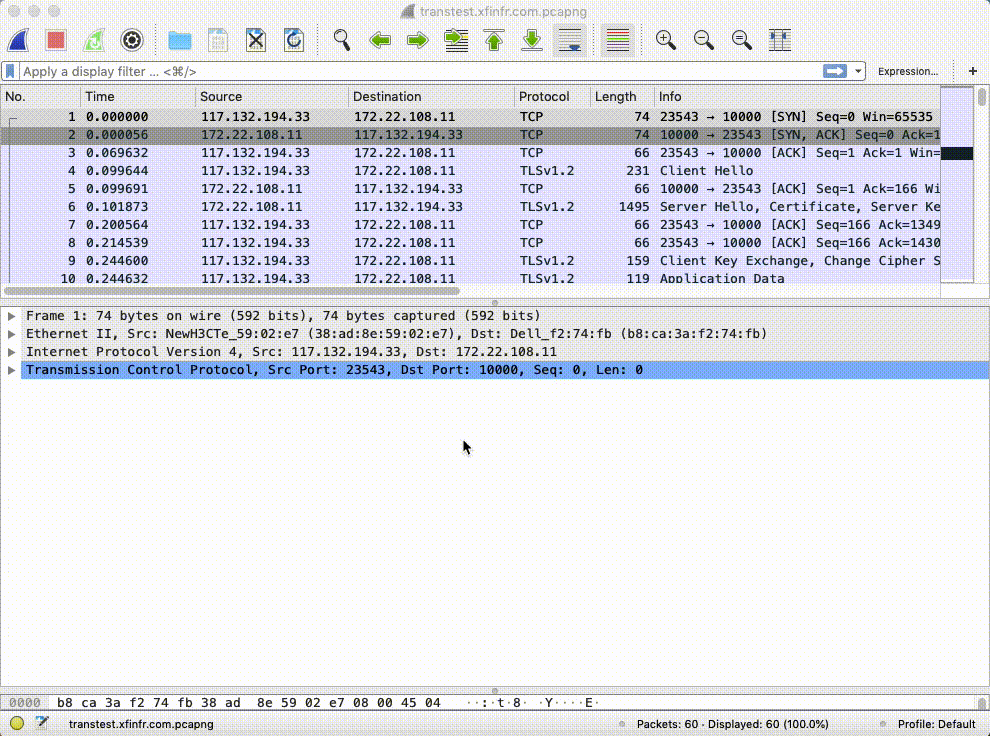 transtest.xfinfr.com.pcapng
Apply a display filter ... <⌘/>
Expression...
+
No. Time Source Destination Protocol Length Info
1 0.000000 117.132.194.33 172.22.108.11 TCP 74 23543 → 10000 [SYN] Seq=0 Win=65535
2 0.000056 172.22.108.11 117.132.194.33 TCP 74 10000 → 23543 [SYN, ACK] Seq=0 Ack=1
3 0.069632 117.132.194.33 172.22.108.11 TCP 66 23543 → 10000 [ACK] Seq=1 Ack=1 Win=
4 0.099644 117.132.194.33 172.22.108.11 TLSv1.2 231 Client Hello
5 0.099691 172.22.108.11 117.132.194.33 TCP 66 10000 → 23543 [ACK] Seq=1 Ack=166 Wi
6 0.101873 172.22.108.11 117.132.194.33 TLSv1.2 1495 Server Hello, Certificate, Server Ke
7 0.200564 117.132.194.33 172.22.108.11 TCP 66 23543 → 10000 [ACK] Seq=166 Ack=1349
8 0.214539 117.132.194.33 172.22.108.11 TCP 66 23543 → 10000 [ACK] Seq=166 Ack=1430
9 0.244600 117.132.194.33 172.22.108.11 TLSv1.2 159 Client Key Exchange, Change Cipher S
10 0.244632 117.132.194.33 172.22.108.11 TLSv1.2 119 Application Data
Frame 1: 74 bytes on wire (592 bits), 74 bytes captured (592 bits)
Ethernet II, Src: NewH3CTe_59:02:e7 (38:ad:8e:59:02:e7), Dst: Dell_f2:74:fb (b8:ca:3a:f2:74:fb)
Internet Protocol Version 4, Src: 117.132.194.33, Dst: 172.22.108.11
Transmission Control Protocol, Src Port: 23543, Dst Port: 10000, Seq: 0, Len: 0
0000 b8 ca 3a f2 74 fb 38 ad 8e 59 02 e7 08 00 45 04 ··:·t·8· ·Y····E·
transtest.xfinfr.com.pcapng
Packets: 60 · Displayed: 60 (100.0%)
Profile: Default